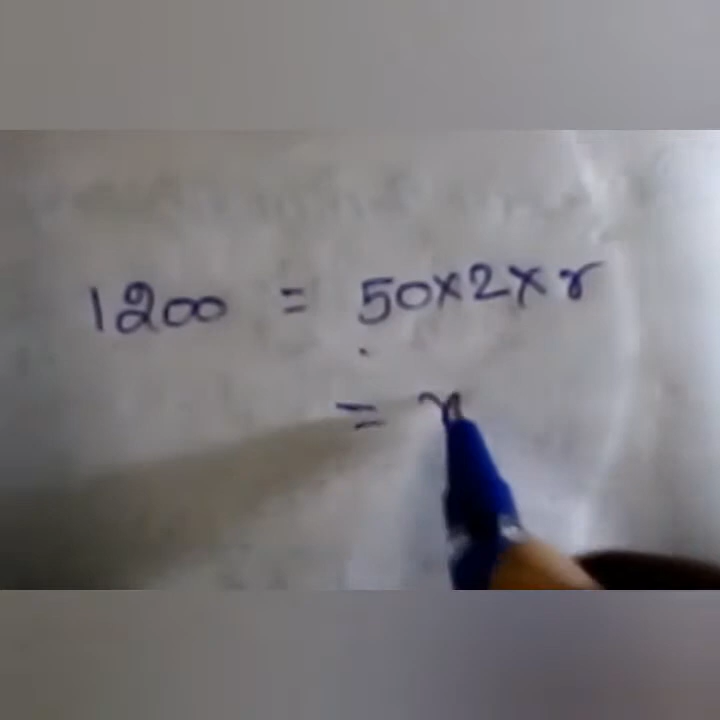 1200 = 50×2×r
=